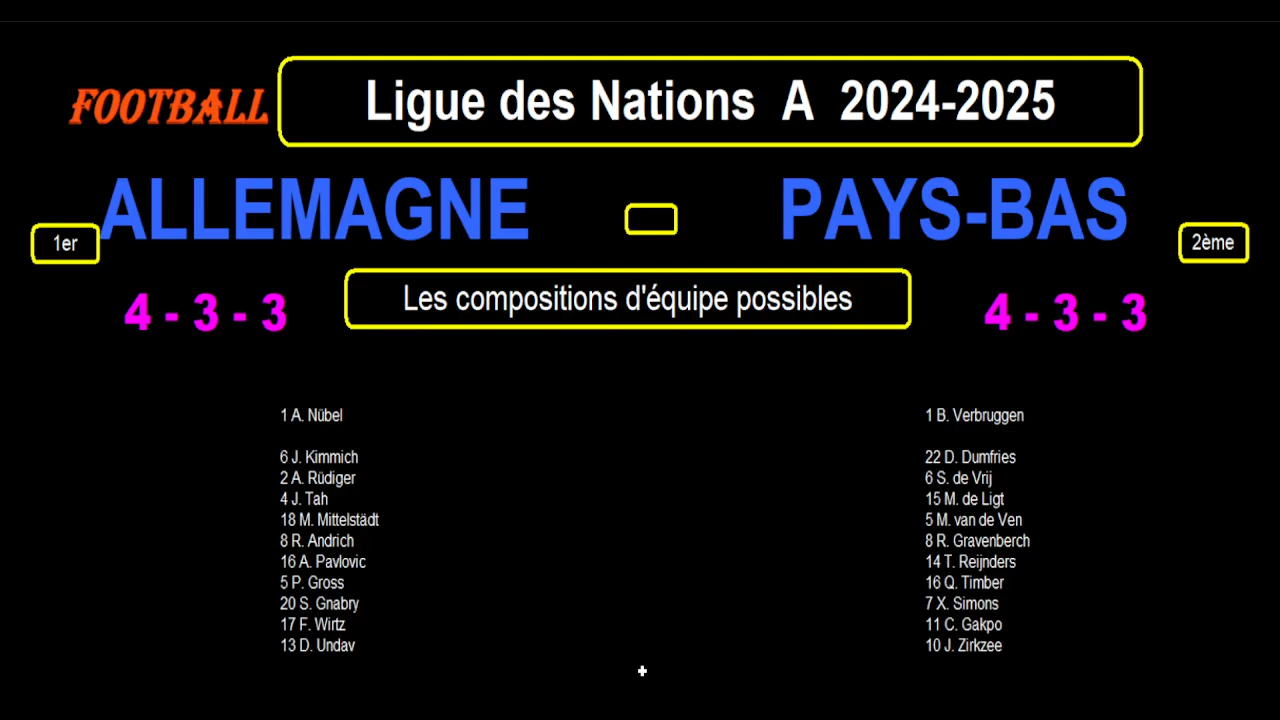 FOOTBALL
Ligue des Nations A 2024-2025
ALLEMAGNE
PAYS-BAS
1er
2ème
Les compositions d'équipe possibles
4 - 3 - 3
4 - 3 - 3
1 A. Nübel
6 J. Kimmich
2 A. Rüdiger
4 J. Tah
18 M. Mittelstädt
8 R. Andrich
16 A. Pavlovic
5 P. Gross
20 S. Gnabry
17 F. Wirtz
13 D. Undav
1 B. Verbruggen
22 D. Dumfries
6 S. de Vrij
15 M. de Ligt
5 M. van de Ven
8 R. Gravenberch
14 T. Reijnders
16 Q. Timber
7 X. Simons
11 C. Gakpo
10 J. Zirkzee